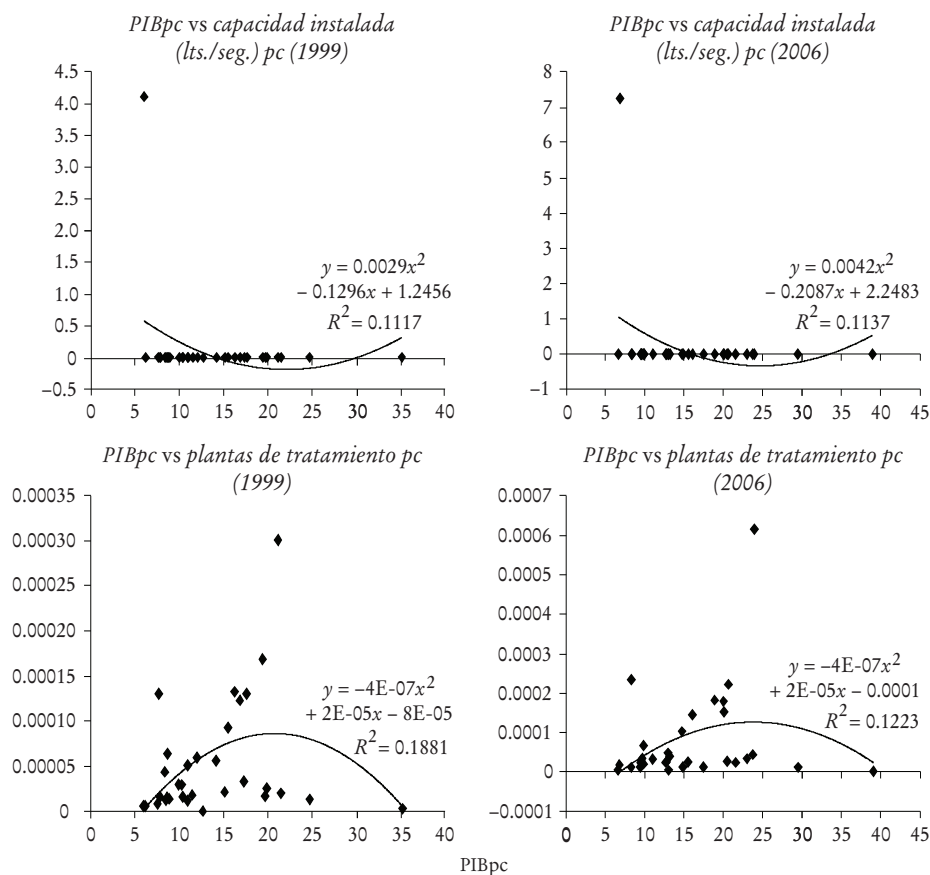 PIBpc vs capacidad instalada
(lts./seg.) pc (1999)
4.5
4.0
3.5
3.0
2.5
2.0
1.5
1.0
0.5
0
−0.5
0 5 10 15 20 25 30 35 40
y = 0.0029x²
− 0.1296x + 1.2456
R² = 0.1117
PIBpc vs capacidad instalada
(lts./seg.) pc (2006)
8
7
6
5
4
3
2
1
0
−1
0 5 10 15 20 25 30 35 40 45
y = 0.0042x²
− 0.2087x + 2.2483
R² = 0.1137
PIBpc vs plantas de tratamiento pc
(1999)
0.00035
0.00030
0.00025
0.00020
0.00015
0.00010
0.00005
0
0 5 10 15 20 25 30 35 40
y = −4E-07x²
+ 2E-05x − 8E-05
R² = 0.1881
PIBpc vs plantas de tratamiento pc
(2006)
0.0007
0.0006
0.0005
0.0004
0.0003
0.0002
0.0001
0
−0.0001
0 5 10 15 20 25 30 35 40 45
y = −4E-07x²
+ 2E-05x − 0.0001
R² = 0.1223
PIBpc